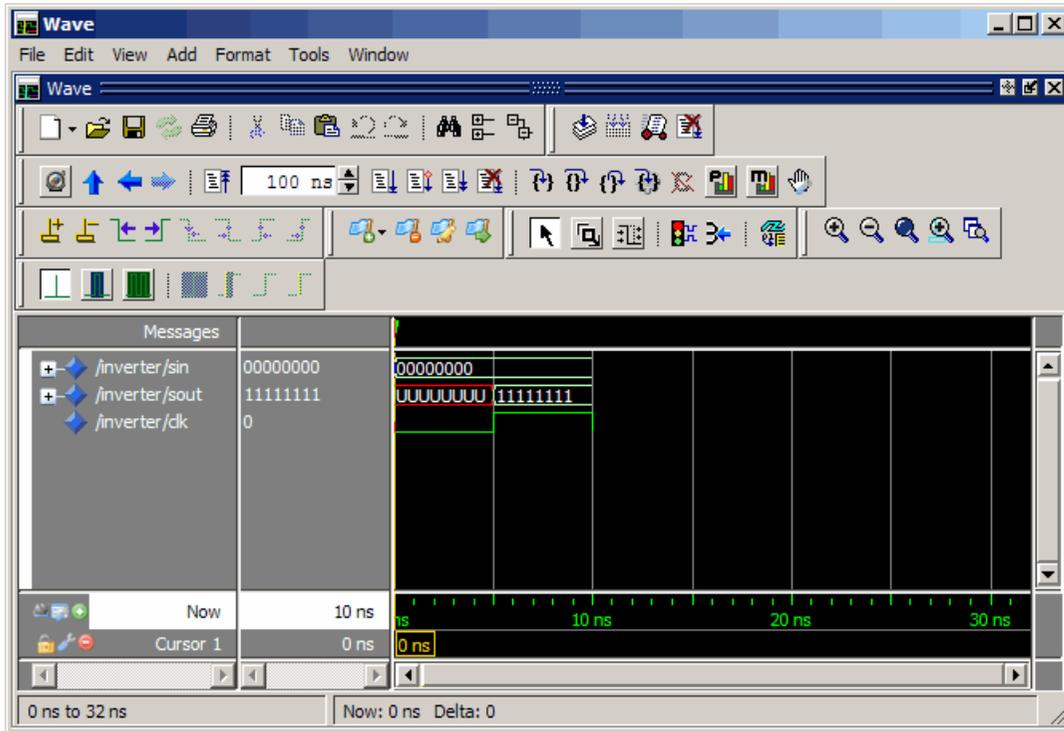 Wave
File Edit View Add Format Tools Window
Wave
100 ns
Messages
/inverter/sin 00000000 00000000
/inverter/sout 11111111 UUUUUUUU 11111111
/inverter/clk 0
Now 10 ns ns 10 ns 20 ns 30 ns
Cursor 1 0 ns 0 ns
0 ns to 32 ns Now: 0 ns Delta: 0